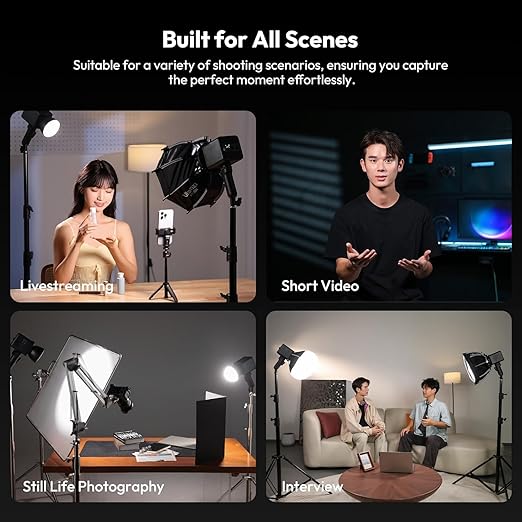 Built for All Scenes
Suitable for a variety of shooting scenarios, ensuring you capture
the perfect moment effortlessly.
Livestreaming
Short Video
Still Life Photography
Interview